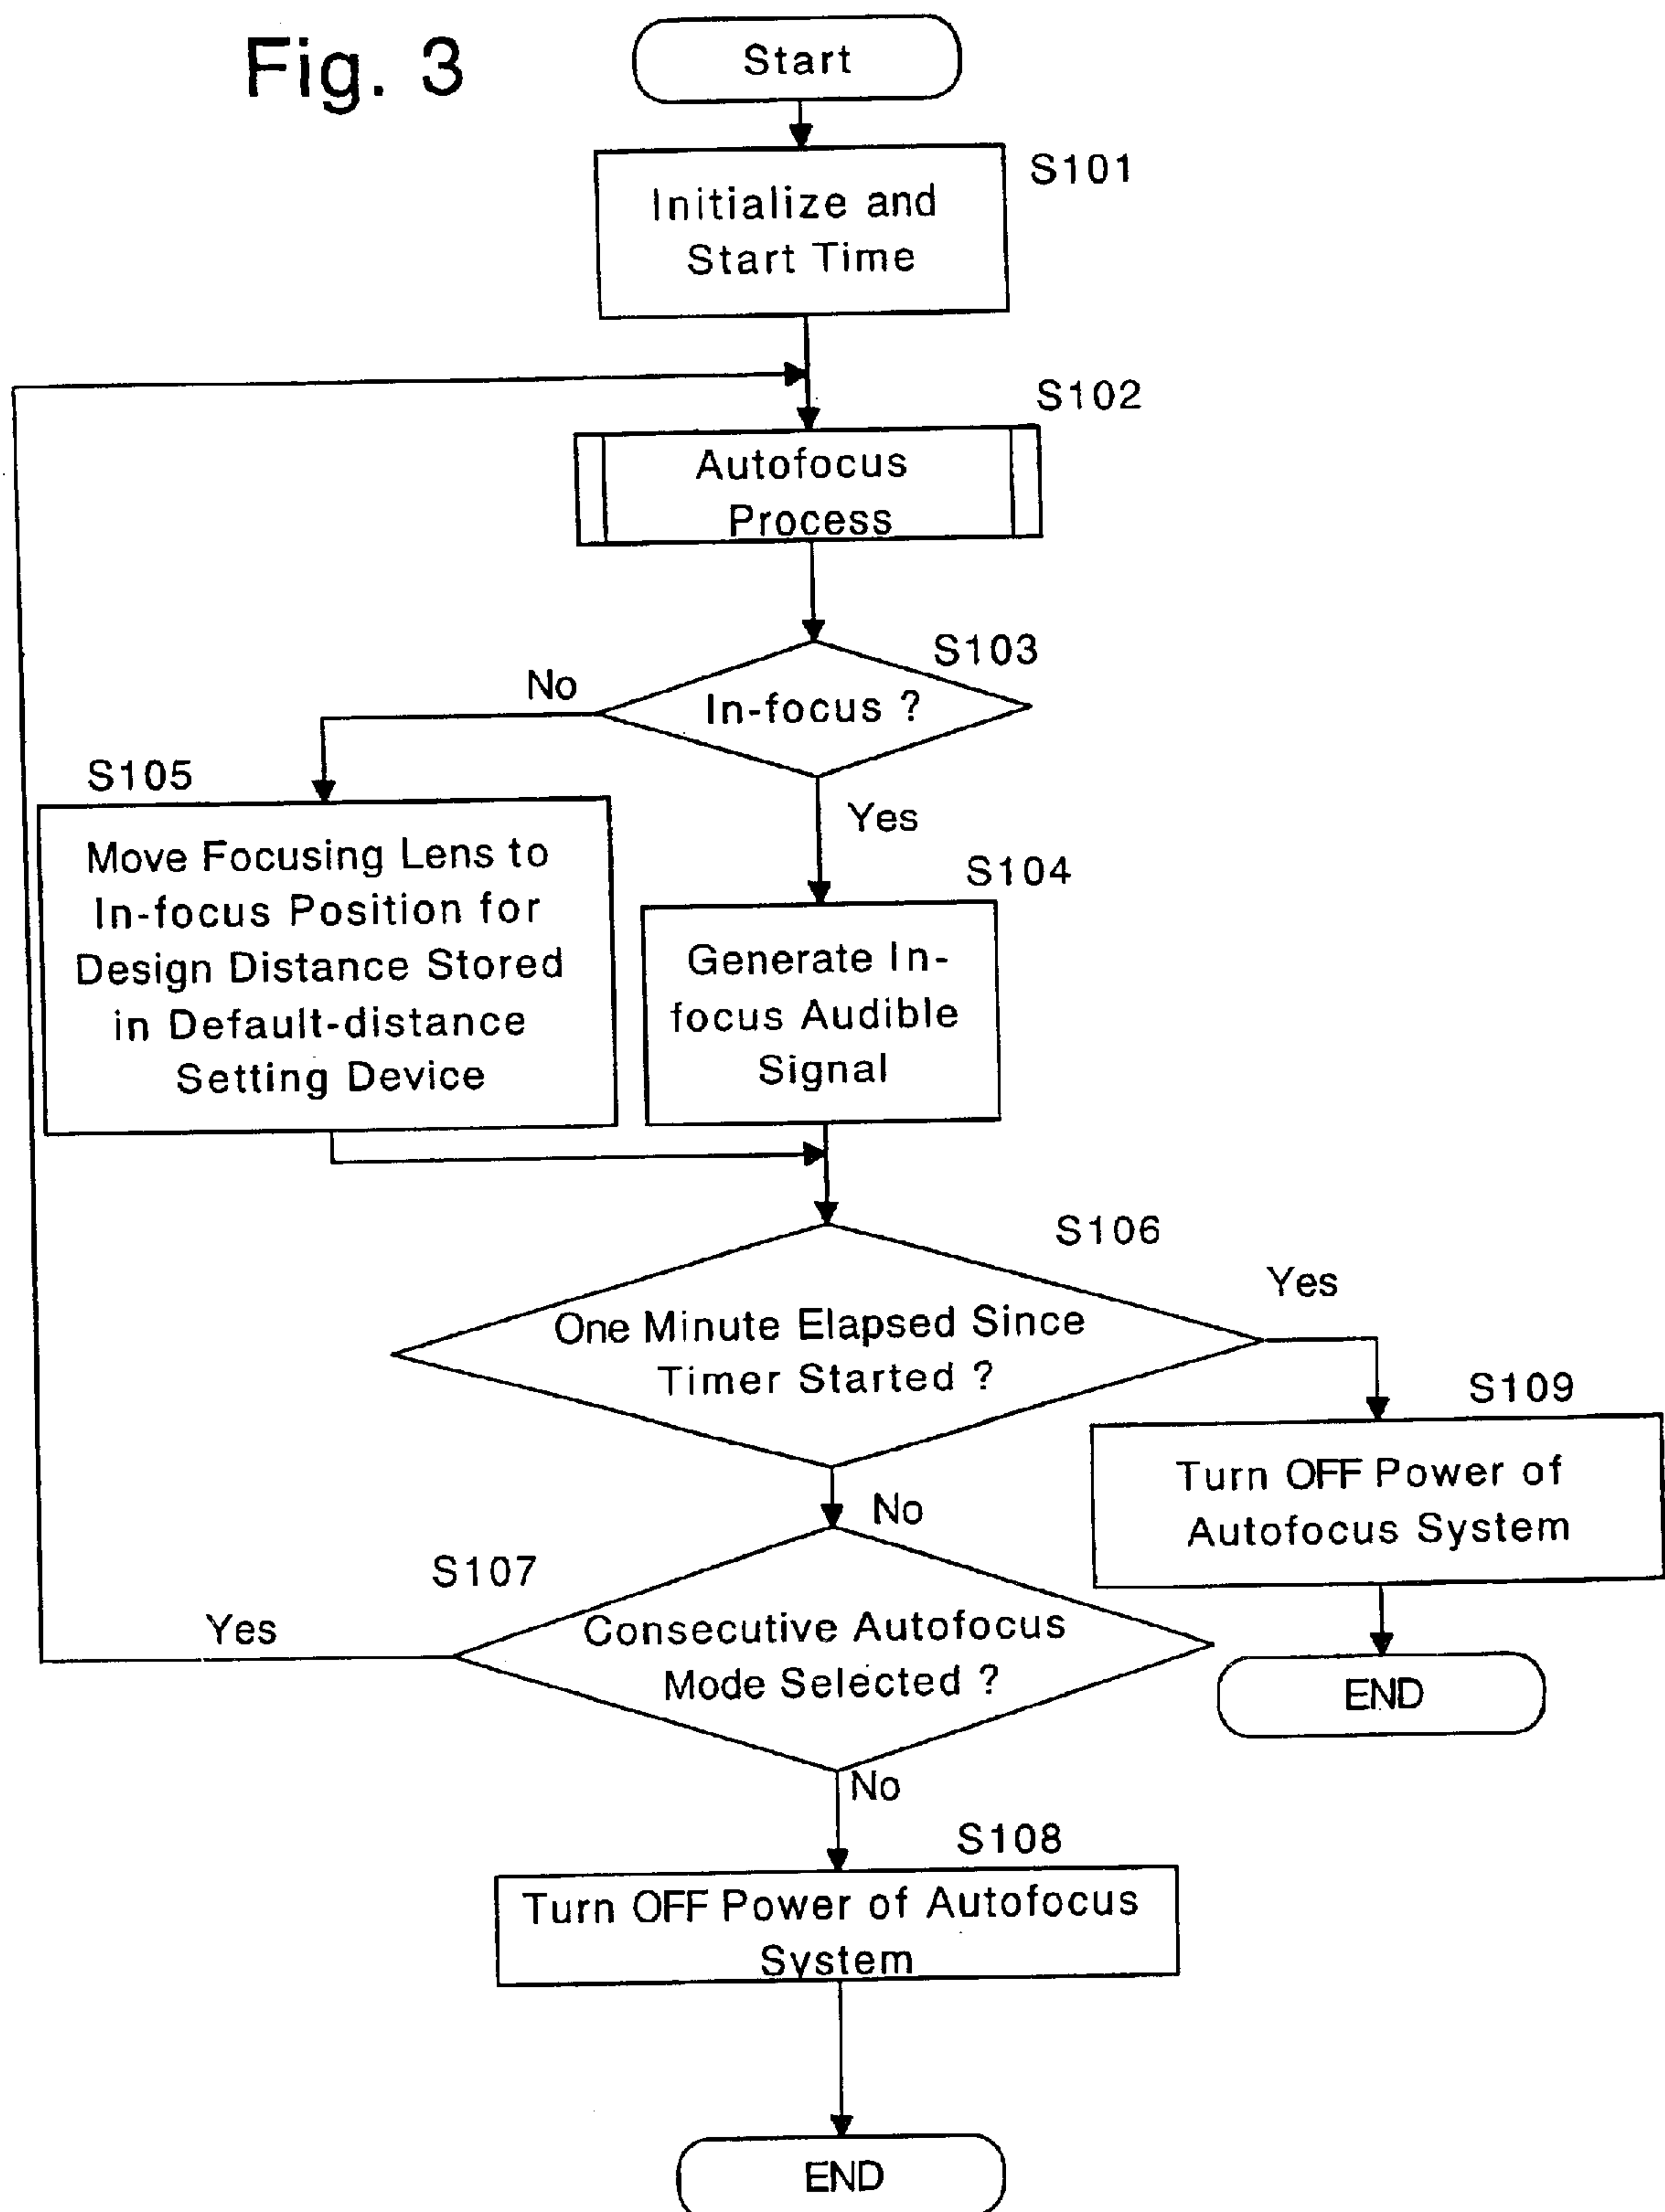 Fig. 3
Start
S101
Initialize and
Start Time
S102
Autofocus
Process
S103
In-focus ?
No
Yes
S105
Move Focusing Lens to
In-focus Position for
Design Distance Stored
in Default-distance
Setting Device
S104
Generate In-
focus Audible
Signal
S106
One Minute Elapsed Since
Timer Started ?
Yes
No
S109
Turn OFF Power of
Autofocus System
END
S107
Consecutive Autofocus
Mode Selected ?
Yes
No
S108
Turn OFF Power of Autofocus
System
END